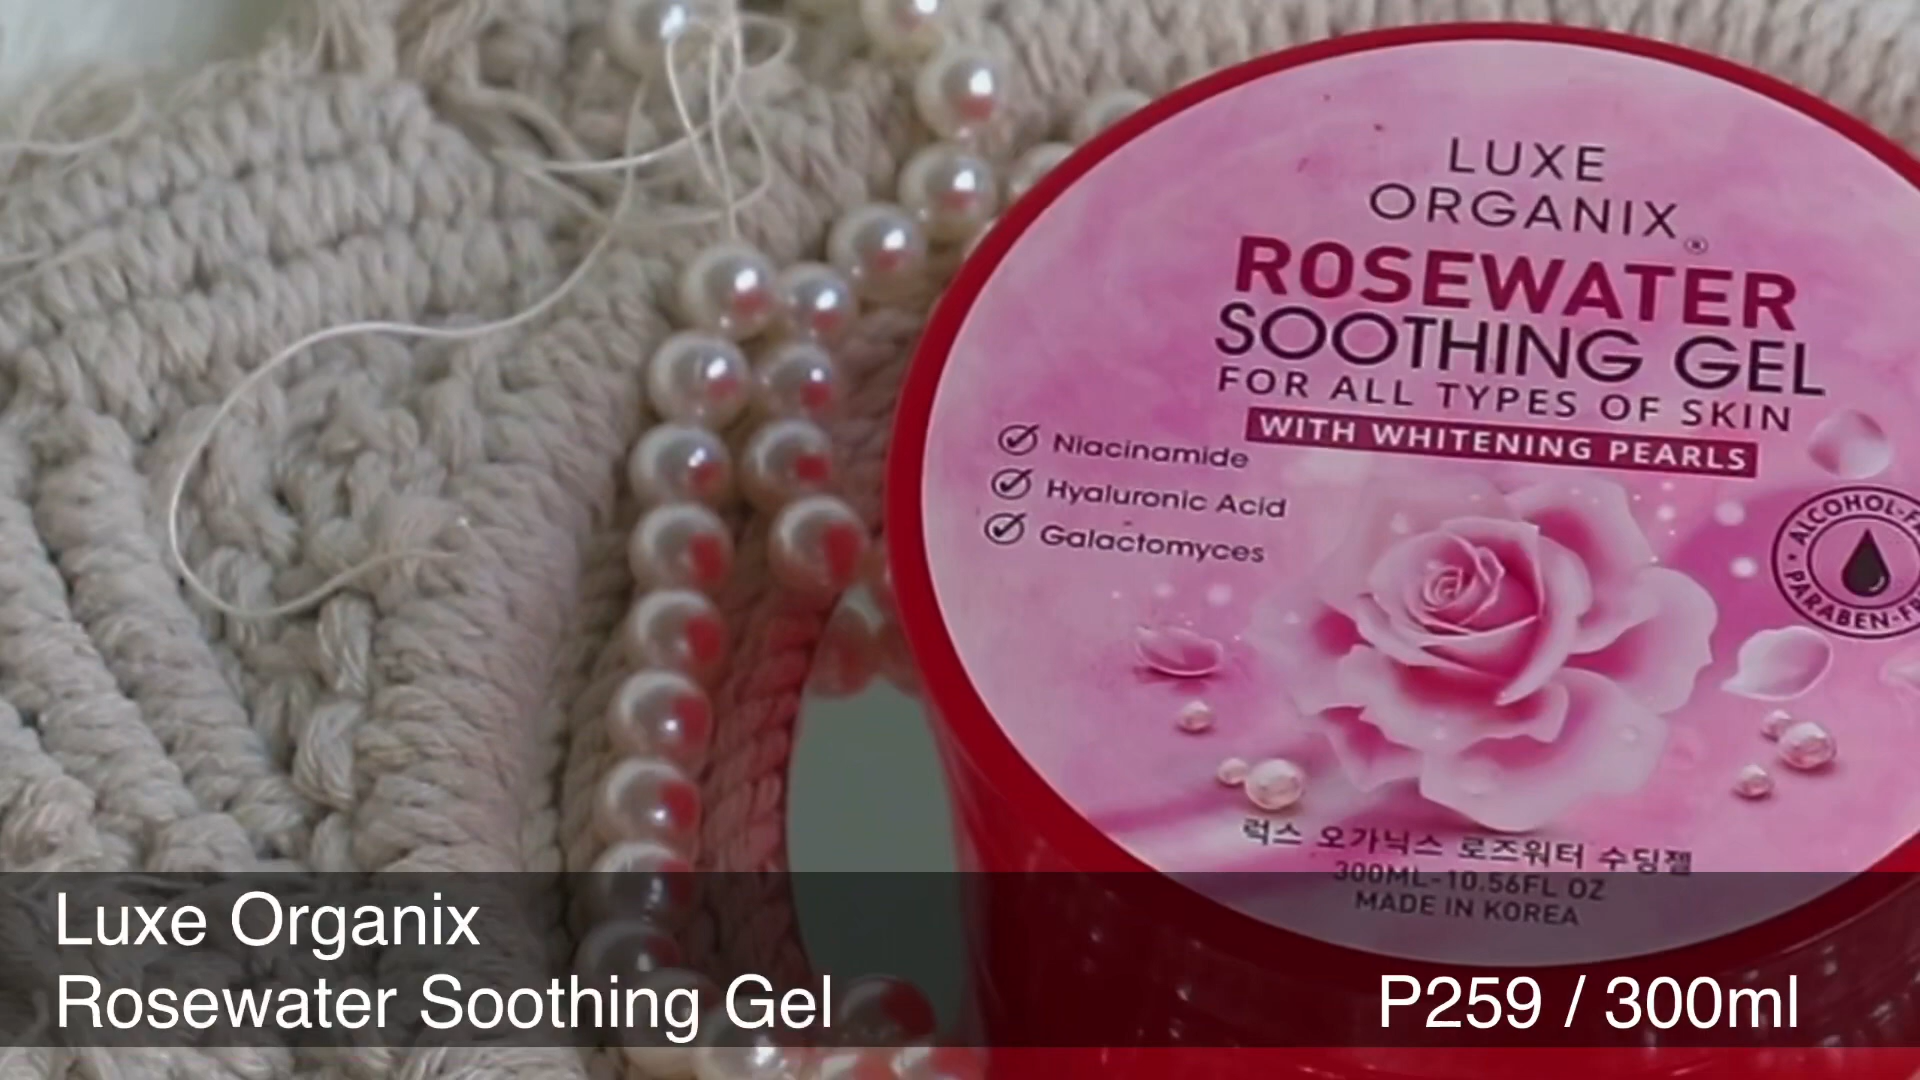 LUXE
ORGANIX®
ROSEWATER
SOOTHING GEL
FOR ALL TYPES OF SKIN
WITH WHITENING PEARLS
Niacinamide
Hyaluronic Acid
Galactomyces
ALCOHOL-
PARABEN-
럭스 오가닉스 로즈워터 수딩젤
300ML-10.56FL OZ
MADE IN KOREA
Luxe Organix
Rosewater Soothing Gel
P259 / 300ml